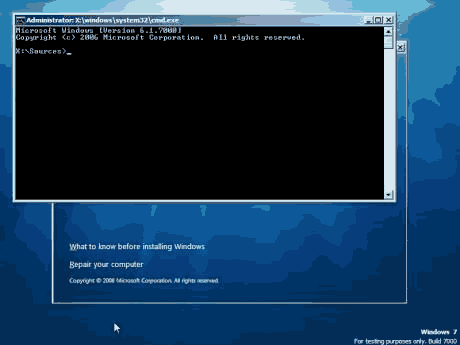 Administrator: X:\windows\system32\cmd.exe
Microsoft Windows [Version 6.1.7000]
Copyright (c) 2006 Microsoft Corporation. All rights reserved.
X:\Sources>_
What to know before installing Windows
Repair your computer
Copyright © 2008 Microsoft Corporation. All rights reserved.
Windows 7
For testing purposes only. Build 7000